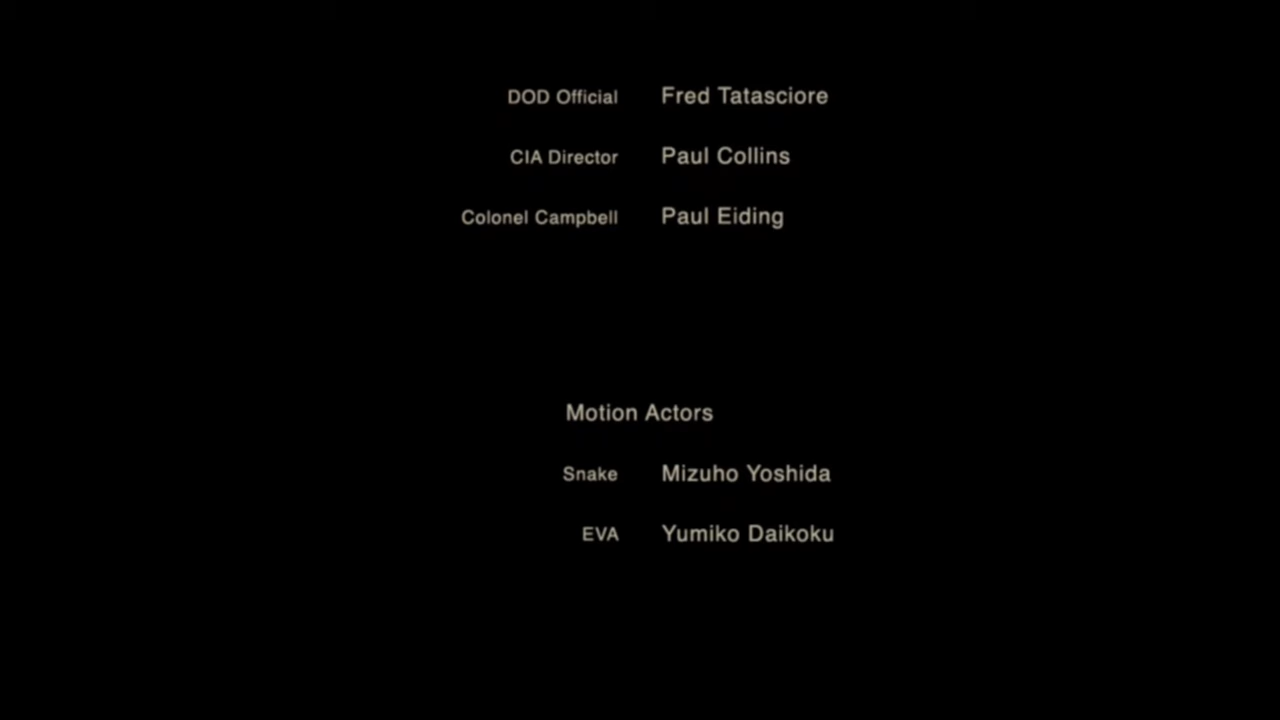 DOD Official Fred Tatasciore
CIA Director Paul Collins
Colonel Campbell Paul Eiding
Motion Actors
Snake Mizuho Yoshida
EVA Yumiko Daikoku